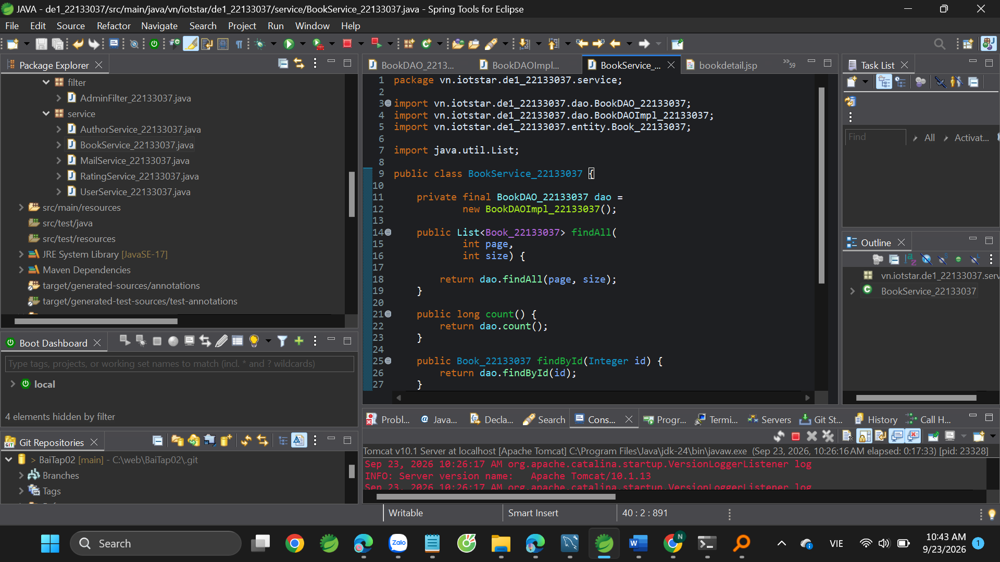 JAVA - de1_22133037/src/main/java/vn/iotstar/de1_22133037/service/BookService_22133037.java - Spring Tools for Eclipse
File Edit Source Refactor Navigate Search Project Run Window Help
Package Explorer
filter
AdminFilter_22133037.java
service
AuthorService_22133037.java
BookService_22133037.java
MailService_22133037.java
RatingService_22133037.java
UserService_22133037.java
src/main/resources
src/test/java
src/test/resources
JRE System Library [JavaSE-17]
Maven Dependencies
target/generated-sources/annotations
target/generated-test-sources/test-annotations
Boot Dashboard
Type tags, projects, or working set names to match (incl. * and ? wildcards)
local
4 elements hidden by filter
Git Repositories
> BaiTap02 [main] - C:\web\BaiTap02\.git
Branches
Tags
BookDAO_2213... BookDAOImpl... BookService_... bookdetail.jsp »59
1 package vn.iotstar.de1_22133037.service;
2
3 import vn.iotstar.de1_22133037.dao.BookDAO_22133037;
4 import vn.iotstar.de1_22133037.dao.BookDAOImpl_22133037;
5 import vn.iotstar.de1_22133037.entity.Book_22133037;
6
7 import java.util.List;
8
9 public class BookService_22133037 {
10
11 private final BookDAO_22133037 dao =
12 new BookDAOImpl_22133037();
13
14 public List<Book_22133037> findAll(
15 int page,
16 int size) {
17
18 return dao.findAll(page, size);
19 }
20
21 public long count() {
22 return dao.count();
23 }
24
25 public Book_22133037 findById(Integer id) {
26 return dao.findById(id);
27 }
Task List
Find All Activat...
Outline
vn.iotstar.de1_22133037.serv
BookService_22133037
Probl... Java... Decla... Search Cons... Progr... Termi... Servers Git St... History Call H...
Tomcat v10.1 Server at localhost [Apache Tomcat] C:\Program Files\Java\jdk-24\bin\javaw.exe (Sep 23, 2026, 10:26:16 AM elapsed: 0:17:33) [pid: 23328]
Sep 23, 2026 10:26:17 AM org.apache.catalina.startup.VersionLoggerListener log
INFO: Server version name: Apache Tomcat/10.1.13
Sep 23, 2026 10:26:17 AM org.apache.catalina.startup.VersionLoggerListener log
Writable Smart Insert 40 : 2 : 891
Search
Zalo
N
VIE
10:43 AM
9/23/2026
1